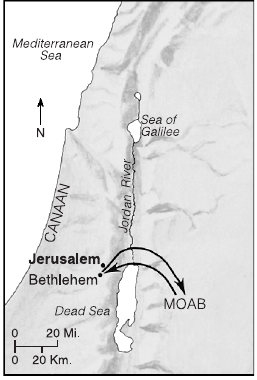 Mediterranean
Sea
N
Sea of
Galilee
Jordan River
CANAAN
Jerusalem
Bethlehem
MOAB
Dead Sea
0 20 Mi.
0 20 Km.